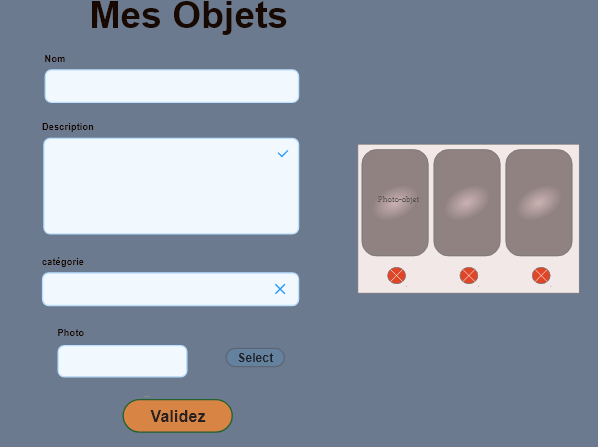 Mes Objets
Nom
Description
catégorie
Photo
Select
Validez
Photo-objet